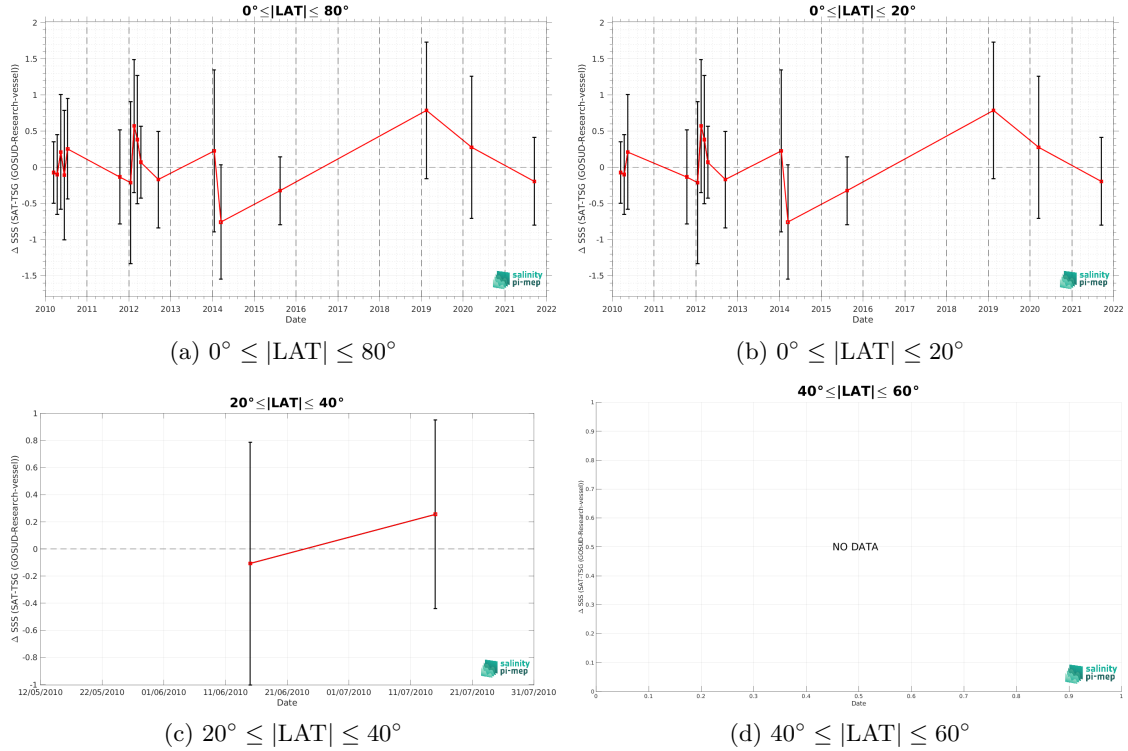 0°≤|LAT|≤ 80°
Δ SSS (SAT-TSG (GOSUD-Research-vessel))
2
1.5
1
0.5
0
-0.5
-1
-1.5
2010 2011 2012 2013 2014 2015 2016 2017 2018 2019 2020 2021 2022
Date
salinity
pi-mep
(a) 0° ≤ |LAT| ≤ 80°
0°≤|LAT|≤ 20°
Δ SSS (SAT-TSG (GOSUD-Research-vessel))
2
1.5
1
0.5
0
-0.5
-1
-1.5
2010 2011 2012 2013 2014 2015 2016 2017 2018 2019 2020 2021 2022
Date
salinity
pi-mep
(b) 0° ≤ |LAT| ≤ 20°
20°≤|LAT|≤ 40°
Δ SSS (SAT-TSG (GOSUD-Research-vessel))
1
0.8
0.6
0.4
0.2
0
-0.2
-0.4
-0.6
-0.8
-1
12/05/2010 22/05/2010 01/06/2010 11/06/2010 21/06/2010 01/07/2010 11/07/2010 21/07/2010 31/07/2010
Date
salinity
pi-mep
(c) 20° ≤ |LAT| ≤ 40°
40°≤|LAT|≤ 60°
Δ SSS (SAT-TSG (GOSUD-Research-vessel))
1
0.9
0.8
0.7
0.6
0.5
0.4
0.3
0.2
0.1
0
NO DATA
0 0.1 0.2 0.3 0.4 0.5 0.6 0.7 0.8 0.9 1
Date
salinity
pi-mep
(d) 40° ≤ |LAT| ≤ 60°